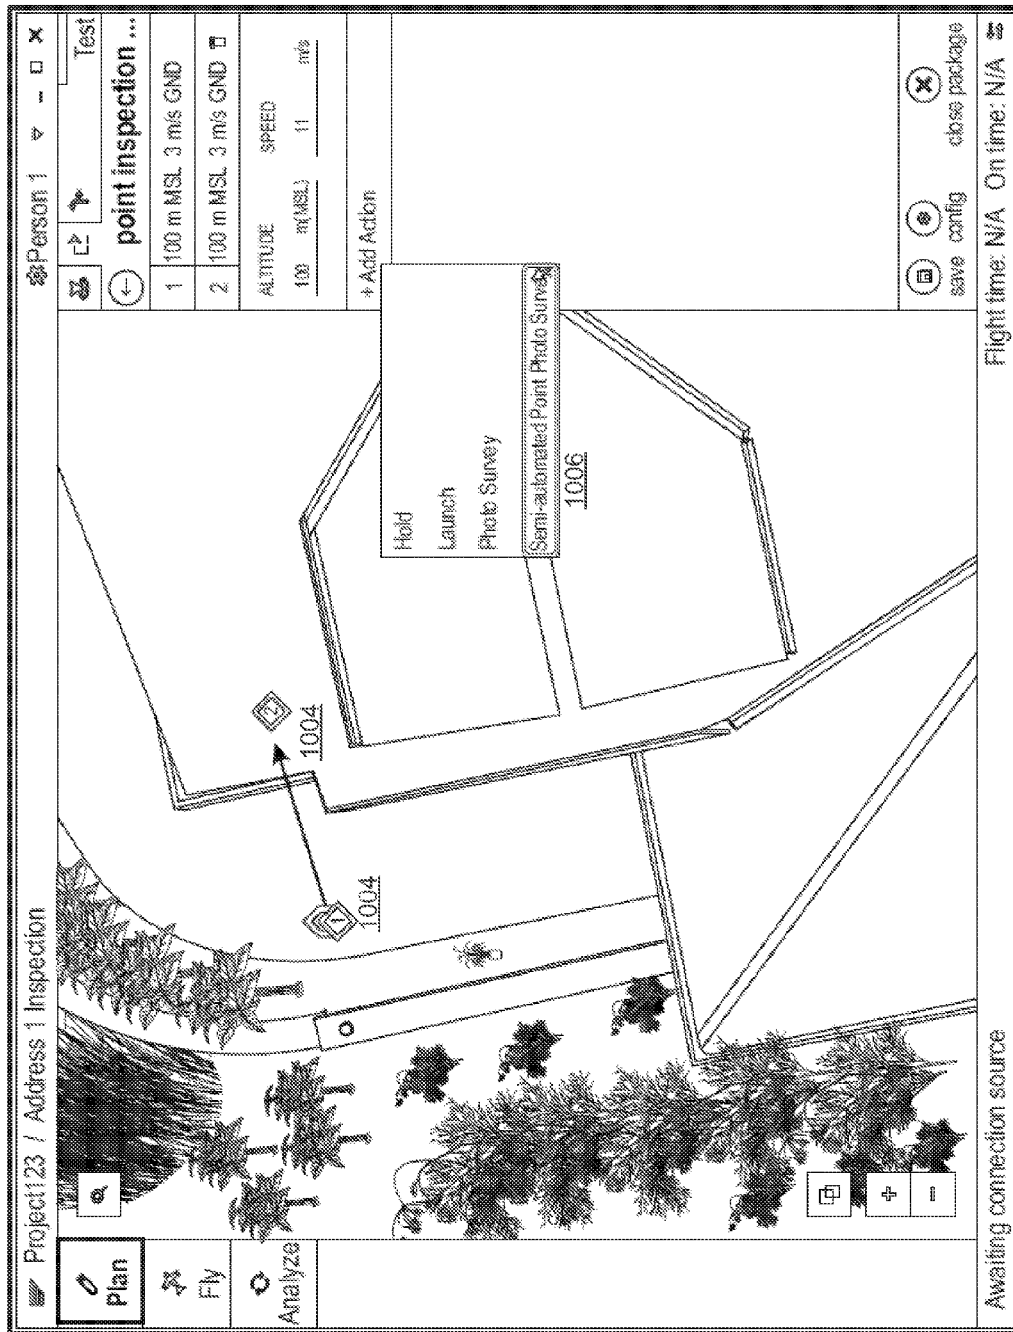 Project123 / Address 1 Inspection
Person 1
Plan
Fly
Analyze
Test
point inspection ...
1 100 m MSL 3 m/s GND
2 100 m MSL 3 m/s GND
ALTITUDE SPEED
100 m(MSL) 11 m/s
+ Add Action
Hold
Launch
Photo Survey
Semi-automated Point Photo Survey
1006
1
1004
2
1004
save config close package
Awaiting connection source
Flight time: N/A On time: N/A